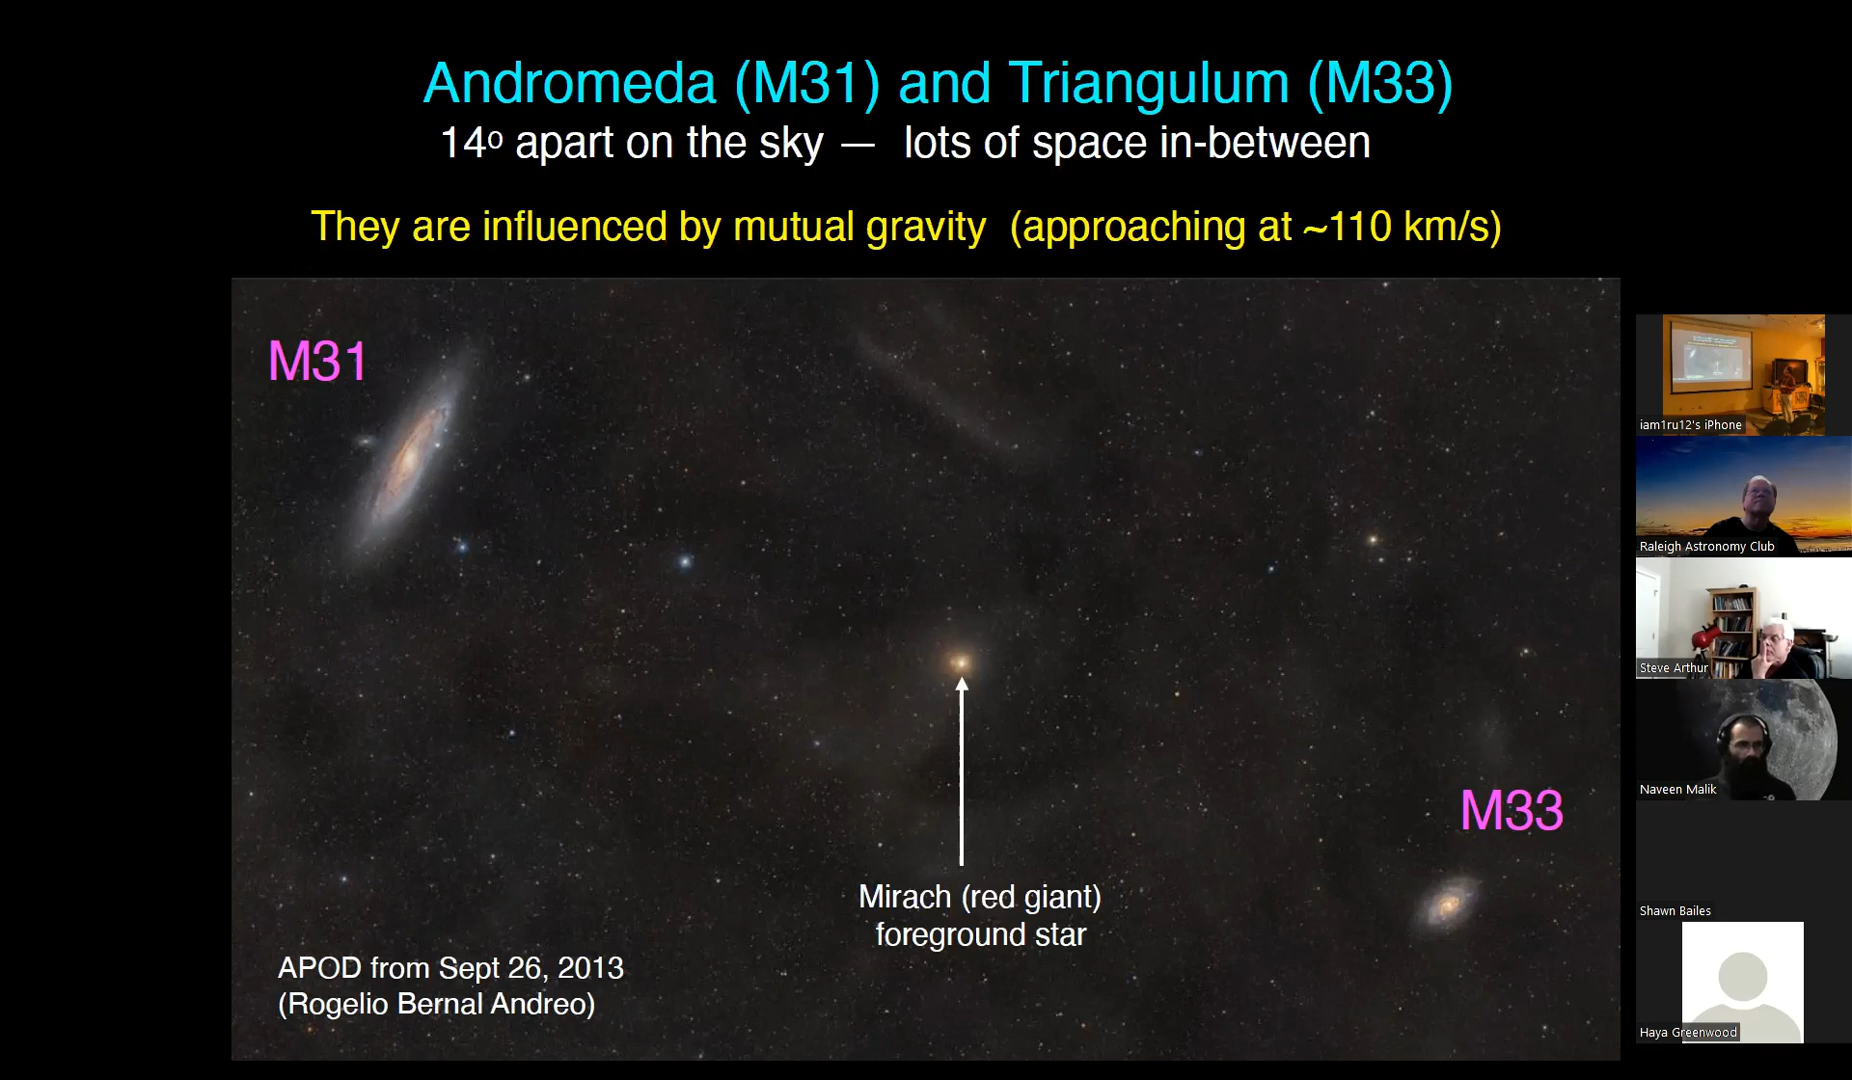 Andromeda (M31) and Triangulum (M33)
14º apart on the sky — lots of space in-between
They are influenced by mutual gravity (approaching at ~110 km/s)
M31
M33
Mirach (red giant)
foreground star
APOD from Sept 26, 2013
(Rogelio Bernal Andreo)
iam1ru12's iPhone
Raleigh Astronomy Club
Steve Arthur
Naveen Malik
Shawn Bailes
Haya Greenwood